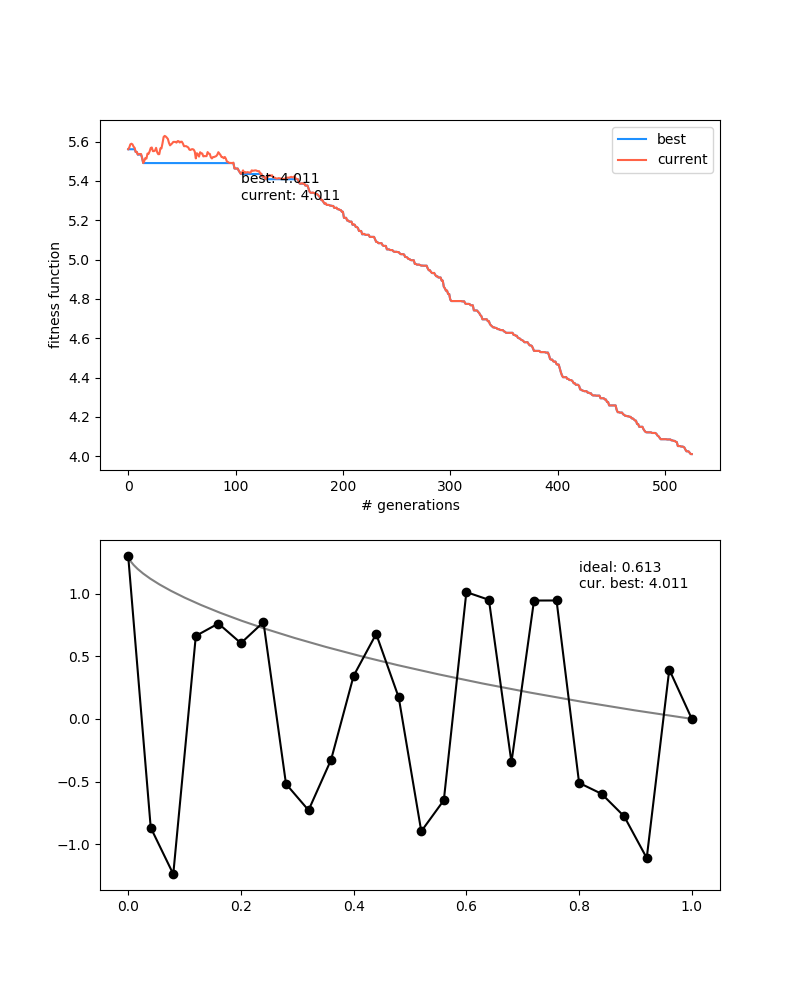 5.6
5.4
5.2
5.0
4.8
4.6
4.4
4.2
4.0
fitness function
best
current
best: 4.011
current: 4.011
0 100 200 300 400 500
# generations
1.0
0.5
0.0
−0.5
−1.0
ideal: 0.613
cur. best: 4.011
0.0 0.2 0.4 0.6 0.8 1.0